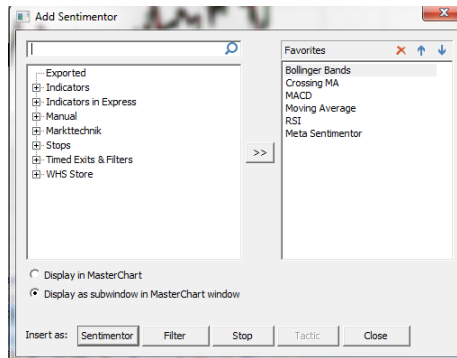 Add Sentimentor
Favorites
Exported
Indicators
Indicators in Express
Manual
Markttechnik
Stops
Timed Exits & Filters
WHS Store
>>
Bollinger Bands
Crossing MA
MACD
Moving Average
RSI
Meta Sentimentor
Display in MasterChart
Display as subwindow in MasterChart window
Insert as: Sentimentor Filter Stop Tactic Close